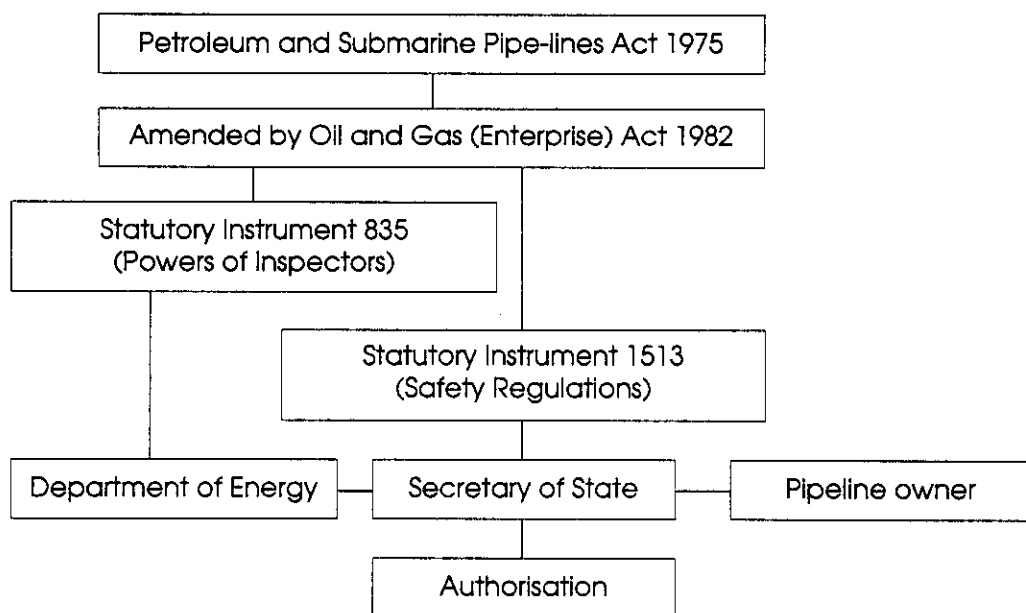 Petroleum and Submarine Pipe-lines Act 1975
Amended by Oil and Gas (Enterprise) Act 1982
Statutory Instrument 835
(Powers of Inspectors)
Statutory Instrument 1513
(Safety Regulations)
Department of Energy
Secretary of State
Pipeline owner
Authorisation